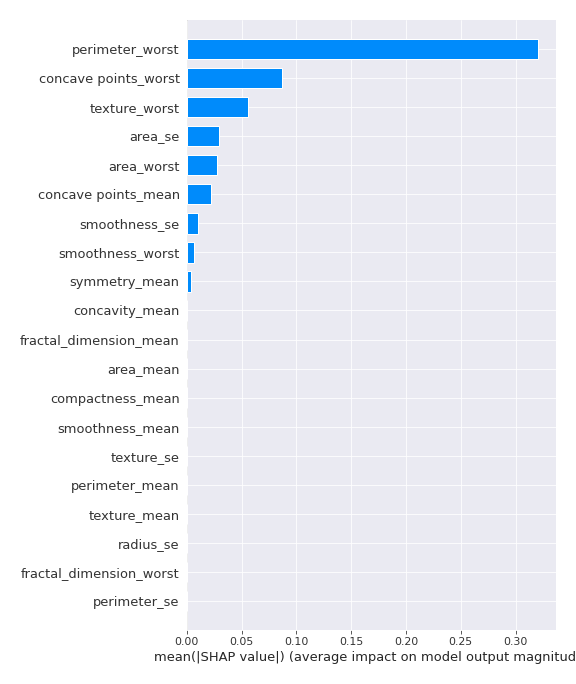 perimeter_worst
concave points_worst
texture_worst
area_se
area_worst
concave points_mean
smoothness_se
smoothness_worst
symmetry_mean
concavity_mean
fractal_dimension_mean
area_mean
compactness_mean
smoothness_mean
texture_se
perimeter_mean
texture_mean
radius_se
fractal_dimension_worst
perimeter_se
0.00 0.05 0.10 0.15 0.20 0.25 0.30
mean(|SHAP value|) (average impact on model output magnitud